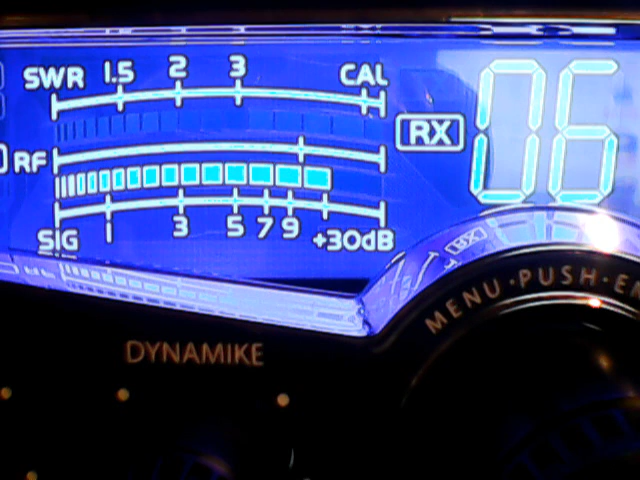 SWR 1.5 2 3 CAL
RX
06
RF
SIG 1 3 5 7 9 +30dB
MENU·PUSH·E
DYNAMIKE